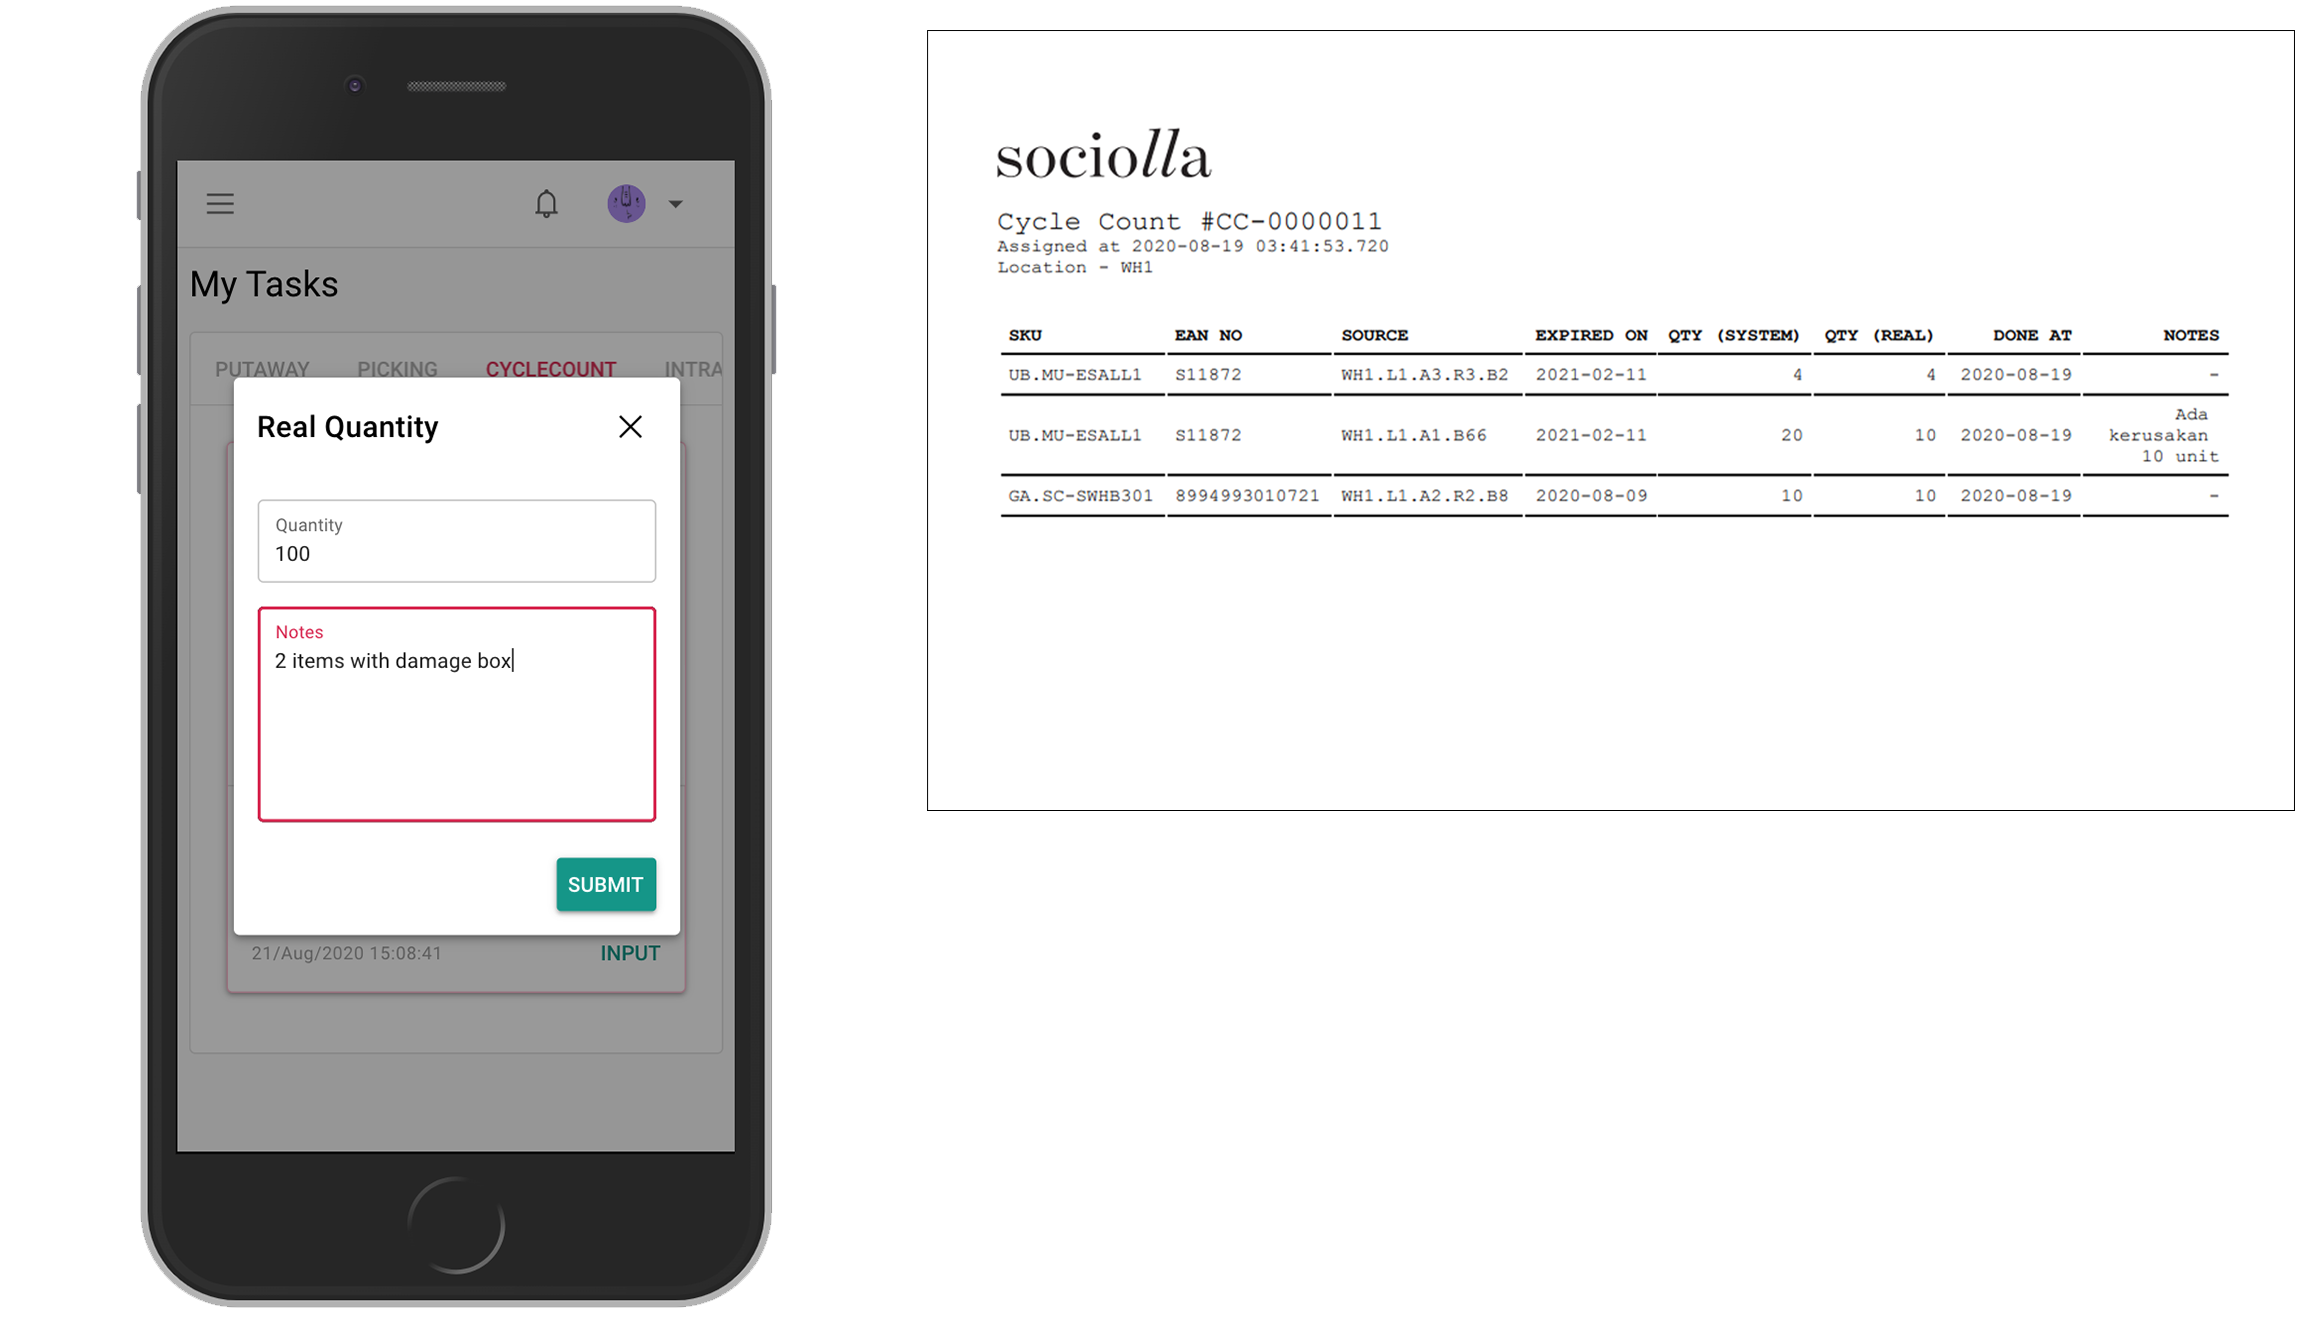 My Tasks
PUTAWAY PICKING CYCLECOUNT INTRA
Real Quantity
Quantity
100
Notes
2 items with damage box
SUBMIT
21/Aug/2020 15:08:41 INPUT
sociolla
Cycle Count #CC-0000011
Assigned at 2020-08-19 03:41:53.720
Location - WH1
SKU EAN NO SOURCE EXPIRED ON QTY (SYSTEM) QTY (REAL) DONE AT NOTES
UB.MU-ESALL1 S11872 WH1.L1.A3.R3.B2 2021-02-11 4 4 2020-08-19 -
UB.MU-ESALL1 S11872 WH1.L1.A1.B66 2021-02-11 20 10 2020-08-19 Ada
kerusakan
10 unit
GA.SC-SWHB301 8994993010721 WH1.L1.A2.R2.B8 2020-08-09 10 10 2020-08-19 -